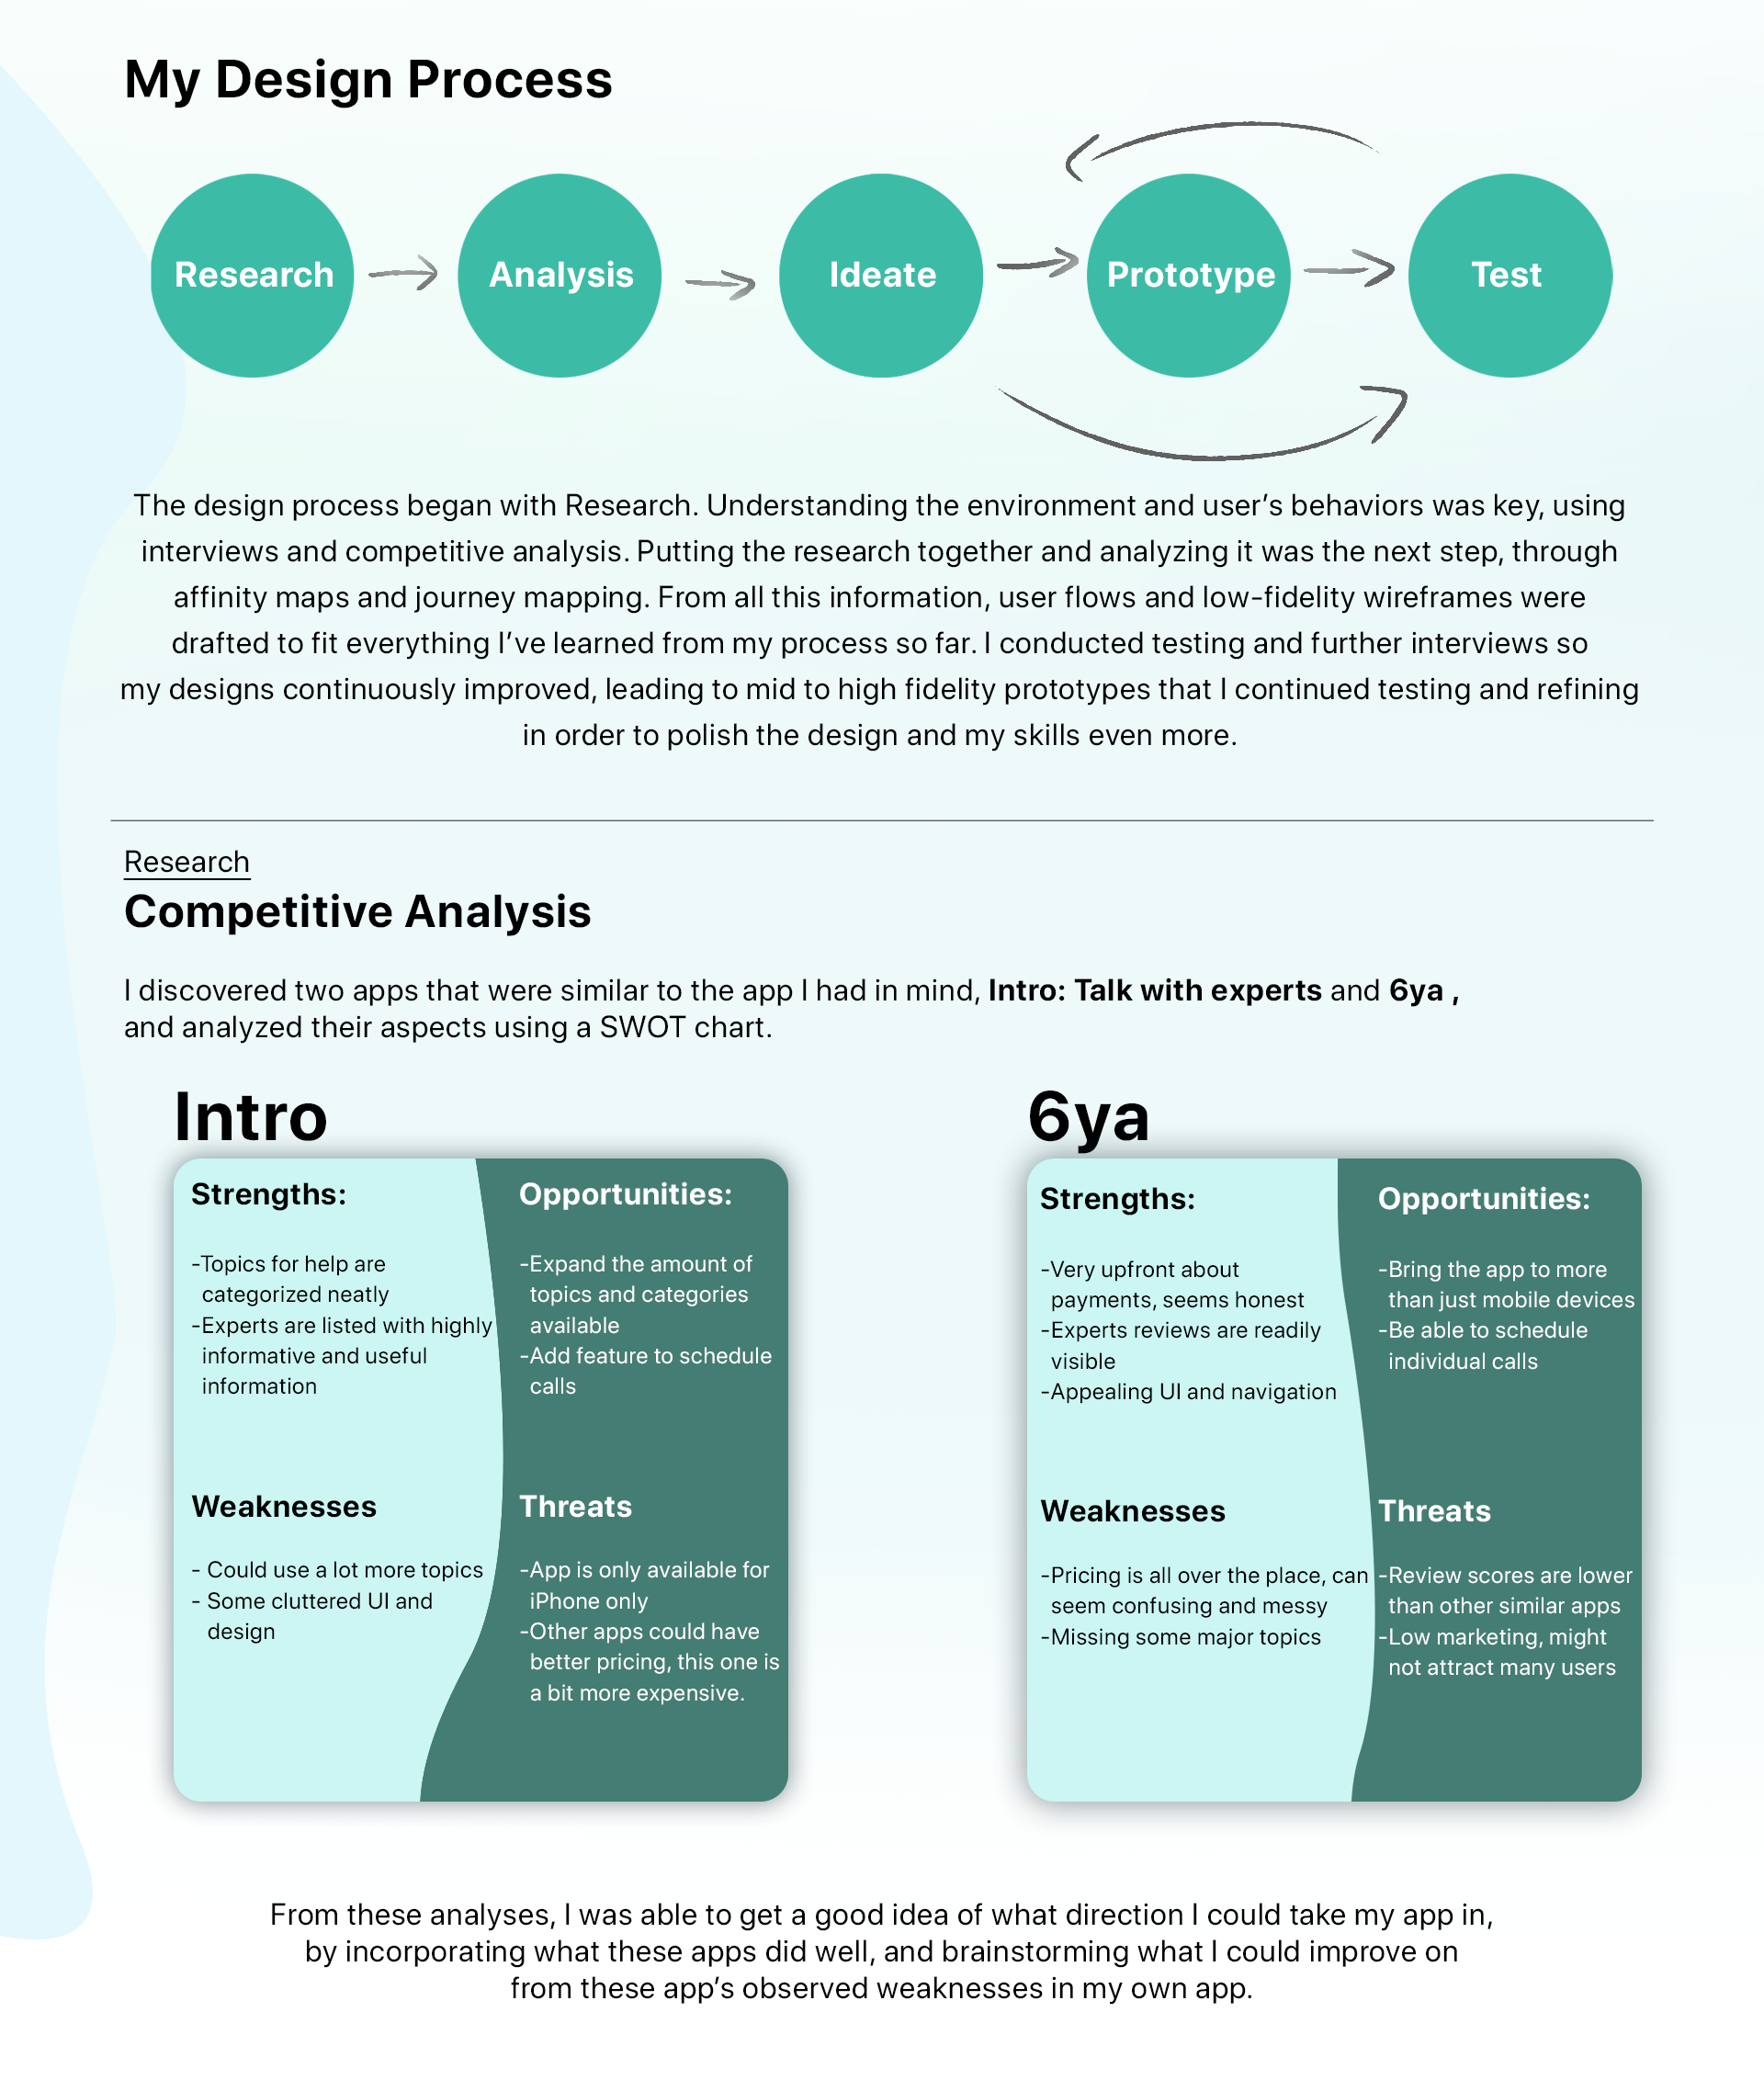 My Design Process
Research
Analysis
Ideate
Prototype
Test
The design process began with Research. Understanding the environment and user’s behaviors was key, using
interviews and competitive analysis. Putting the research together and analyzing it was the next step, through
affinity maps and journey mapping. From all this information, user flows and low-fidelity wireframes were
drafted to fit everything I’ve learned from my process so far. I conducted testing and further interviews so
my designs continuously improved, leading to mid to high fidelity prototypes that I continued testing and refining
in order to polish the design and my skills even more.
Research
Competitive Analysis
I discovered two apps that were similar to the app I had in mind, Intro: Talk with experts and 6ya ,
and analyzed their aspects using a SWOT chart.
Intro
Strengths:
-Topics for help are
categorized neatly
-Experts are listed with highly
informative and useful
information
Opportunities:
-Expand the amount of
topics and categories
available
-Add feature to schedule
calls
Weaknesses
- Could use a lot more topics
- Some cluttered UI and
design
Threats
-App is only available for
iPhone only
-Other apps could have
better pricing, this one is
a bit more expensive.
6ya
Strengths:
-Very upfront about
payments, seems honest
-Experts reviews are readily
visible
-Appealing UI and navigation
Opportunities:
-Bring the app to more
than just mobile devices
-Be able to schedule
individual calls
Weaknesses
-Pricing is all over the place, can
seem confusing and messy
-Missing some major topics
Threats
-Review scores are lower
than other similar apps
-Low marketing, might
not attract many users
From these analyses, I was able to get a good idea of what direction I could take my app in,
by incorporating what these apps did well, and brainstorming what I could improve on
from these app’s observed weaknesses in my own app.